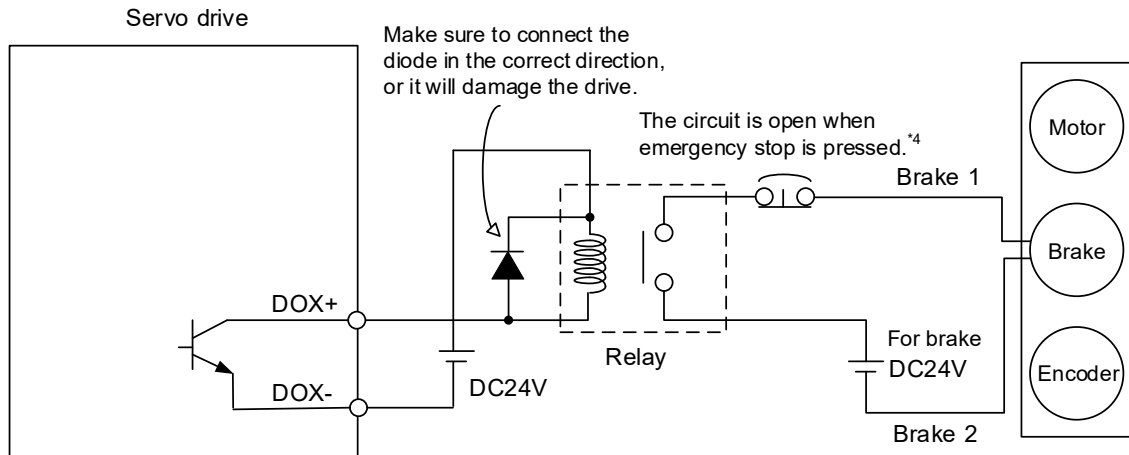 Servo drive
Make sure to connect the
diode in the correct direction,
or it will damage the drive.
The circuit is open when
emergency stop is pressed.*4
Motor
Brake 1
Brake
DOX+
Relay
For brake
DC24V
Encoder
DOX-
DC24V
Brake 2